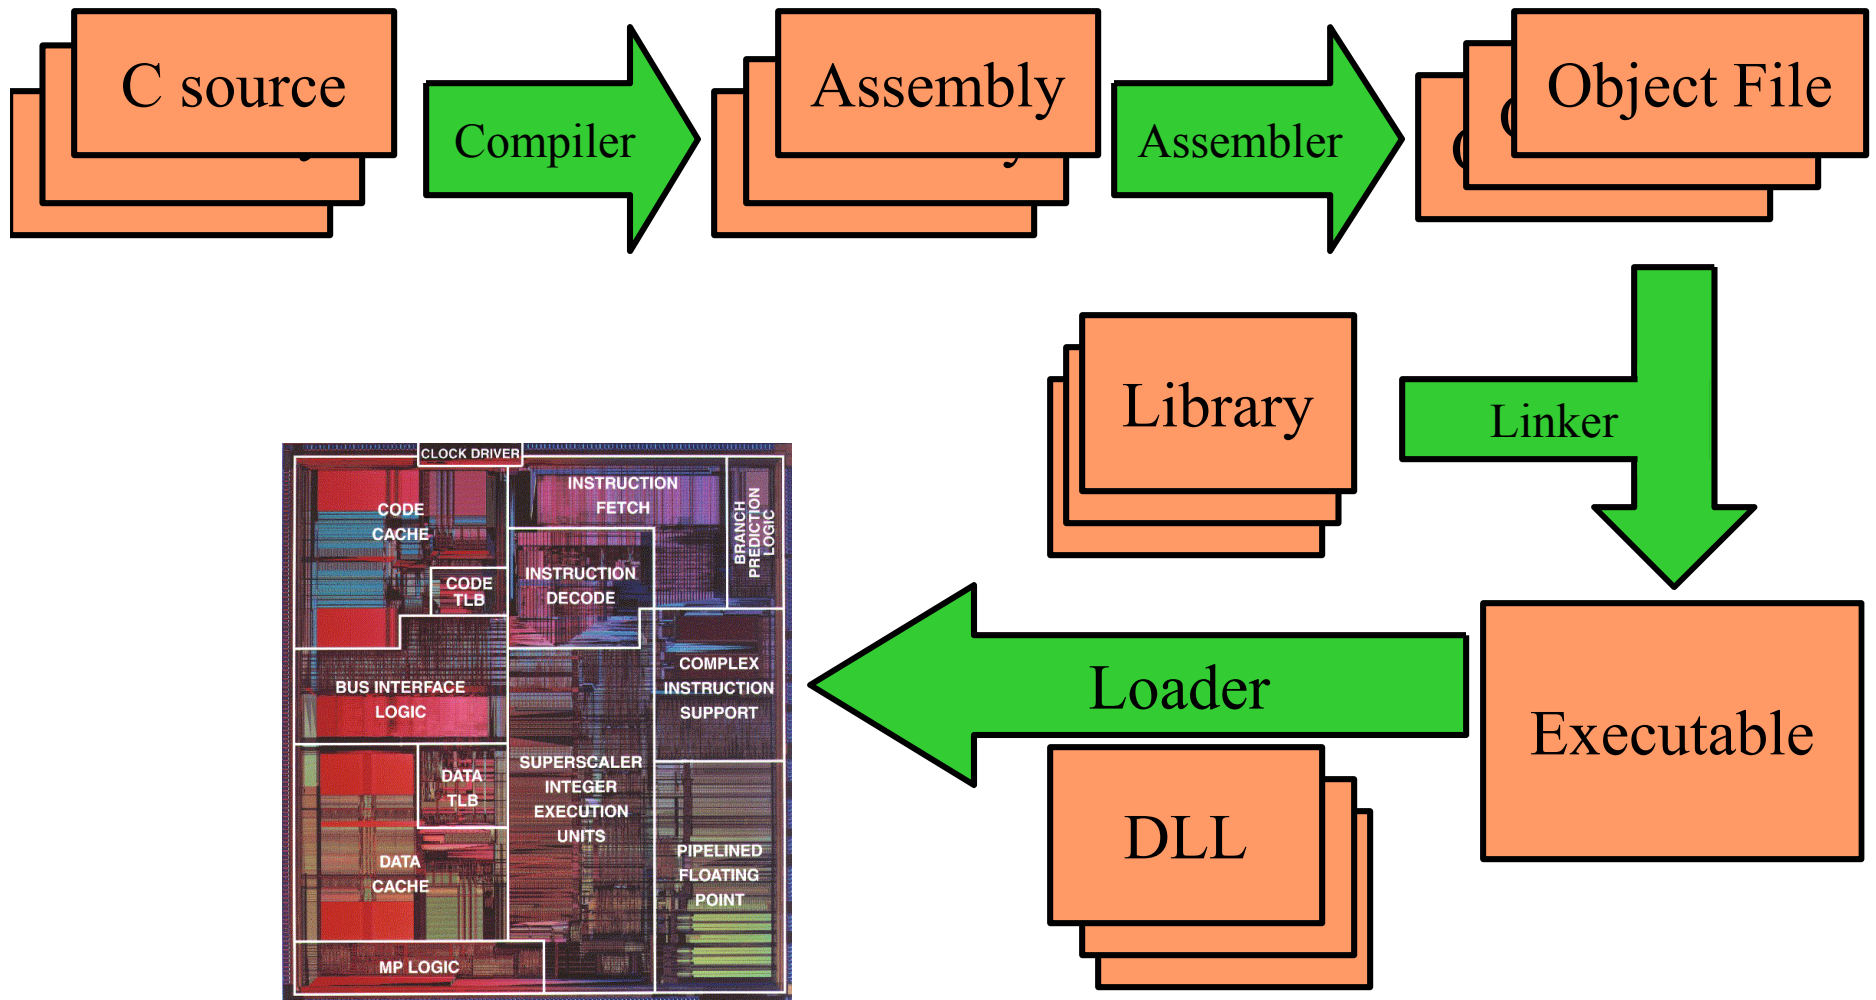 C source
Compiler
Assembly
Assembler
Object File
Library
Linker
Executable
Loader
DLL
CLOCK DRIVER
CODE
CACHE
CODE
TLB
INSTRUCTION
FETCH
BRANCH
PREDICTION
LOGIC
INSTRUCTION
DECODE
BUS INTERFACE
LOGIC
COMPLEX
INSTRUCTION
SUPPORT
DATA
TLB
SUPERSCALER
INTEGER
EXECUTION
UNITS
DATA
CACHE
PIPELINED
FLOATING
POINT
MP LOGIC